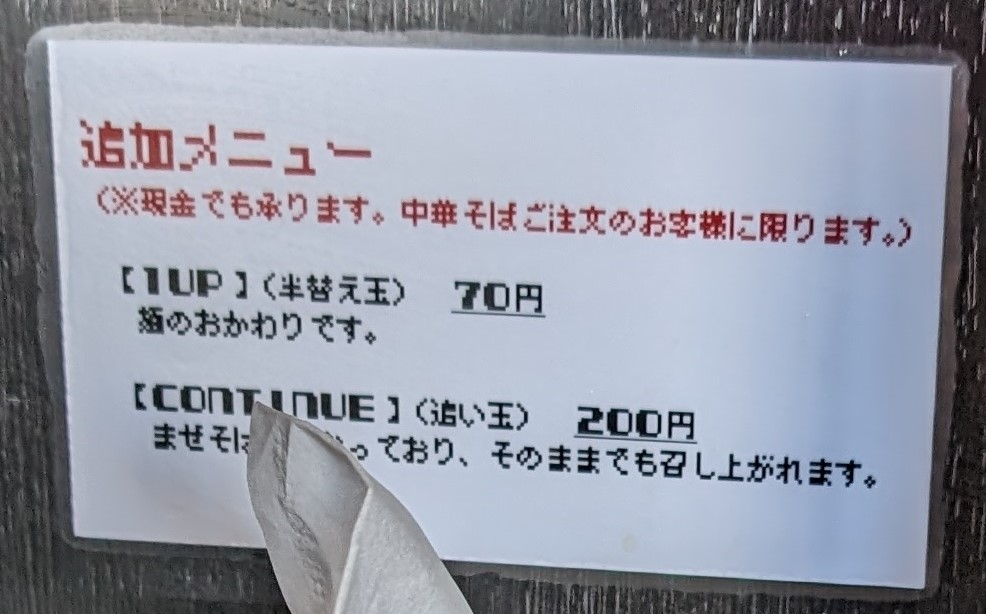 追加メニュー
(※現金でも承ります。中華そばご注文のお客様に限ります。)
【1UP】(半替え玉) 70円
麺のおかわりです。
【CONTINUE】(追い玉) 200円
まぜそば っており、そのままでも召し上がれます。